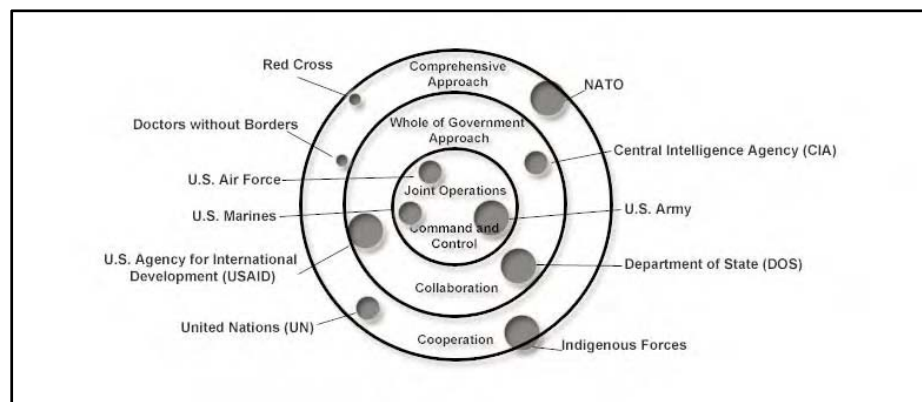 Red Cross
Comprehensive
Approach
NATO
Doctors without Borders
Whole of Government
Approach
Central Intelligence Agency (CIA)
U.S. Air Force
Joint Operations
U.S. Marines
U.S. Army
Command and
Control
U.S. Agency for International
Development (USAID)
Department of State (DOS)
Collaboration
United Nations (UN)
Cooperation
Indigenous Forces